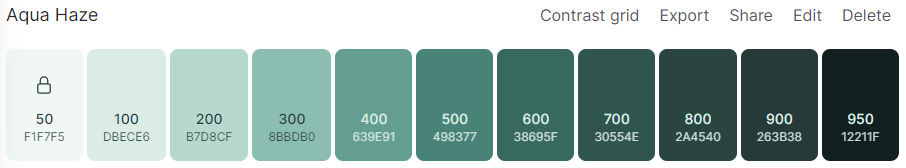 Aqua Haze
Contrast grid Export Share Edit Delete
50 100 200 300 400 500 600 700 800 900 950
F1F7F5 DBECE6 B7D8CF 8BBDB0 639E91 498377 38695F 30554E 2A4540 263B38 12211F